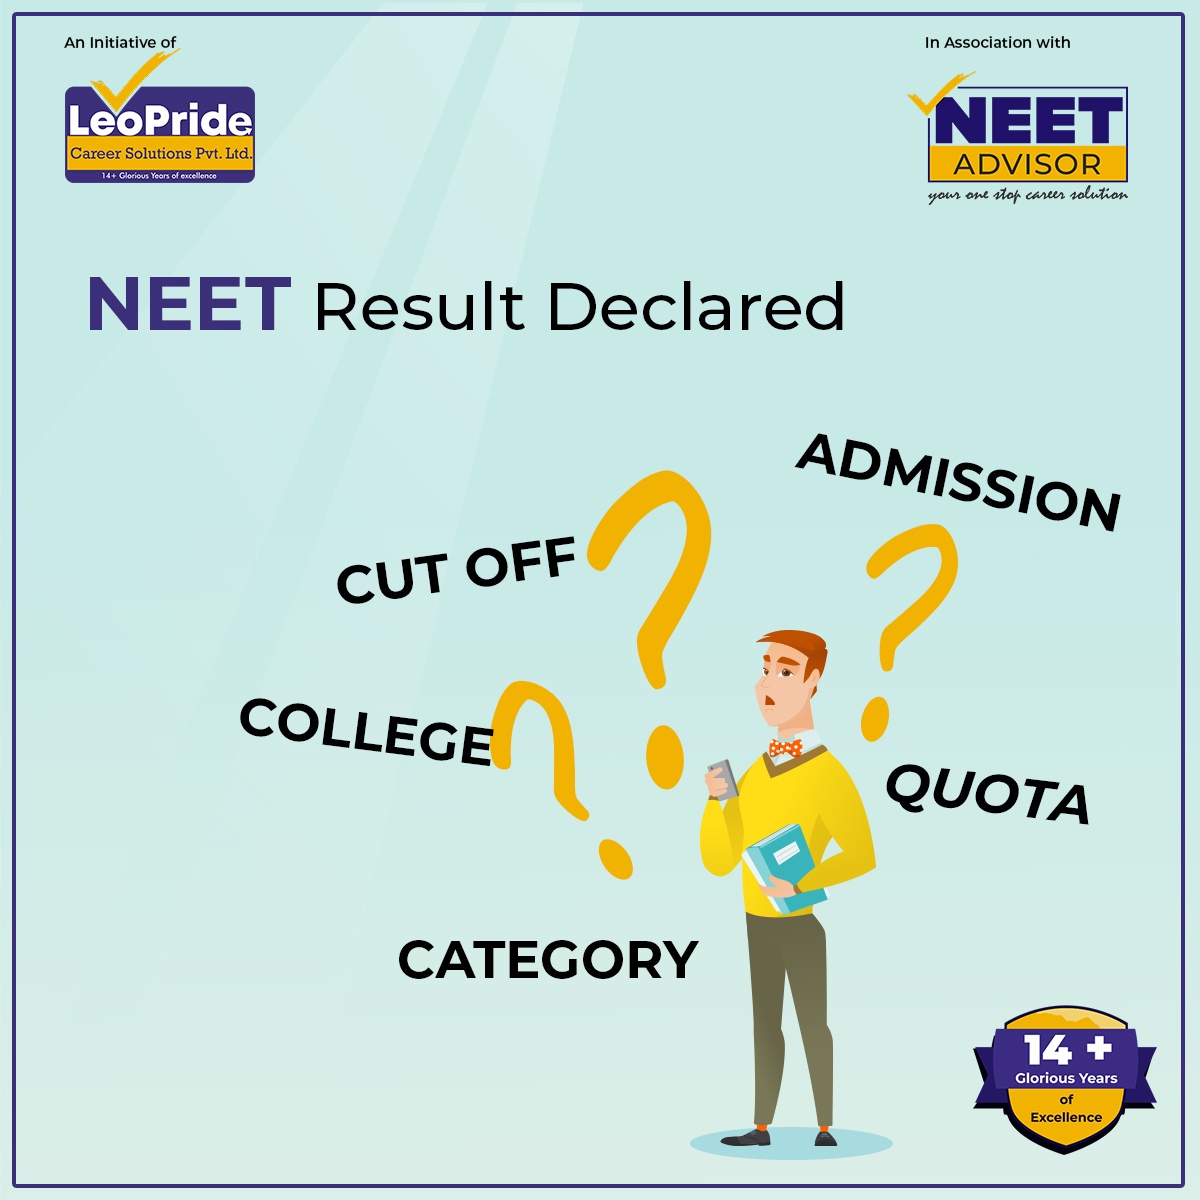 An Initiative of
LeoPride
Career Solutions Pvt. Ltd.
14+ Glorious Years of excellence
In Association with
NEET
ADVISOR
your one stop career solution
NEET Result Declared
ADMISSION
CUT OFF
COLLEGE
QUOTA
CATEGORY
14 +
Glorious Years
of
Excellence